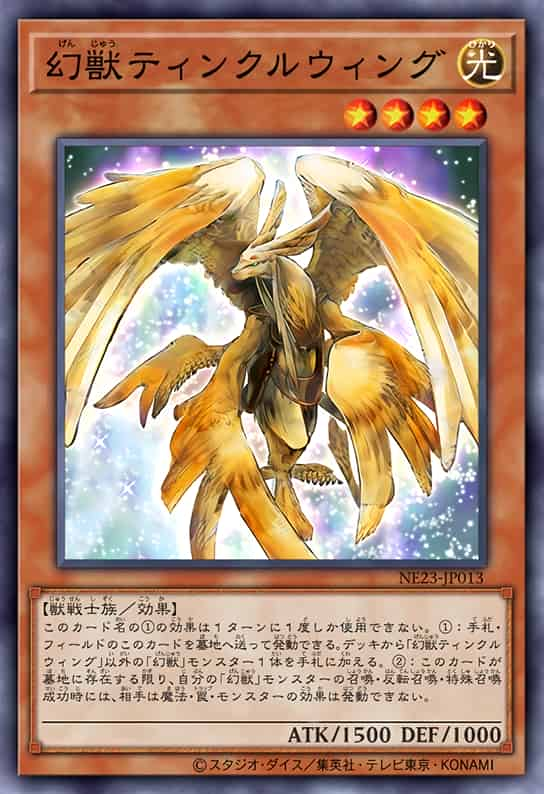 幻獣ティンクルウィング
光
NE23-JP013
【獣戦士族／効果】
このカード名の①の効果は１ターンに１度しか使用できない。①：手札・
フィールドのこのカードを墓地へ送って発動できる。デッキから「幻獣ティンクル
ウィング」以外の「幻獣」モンスター１体を手札に加える。②：このカードが
墓地に存在する限り、自分の「幻獣」モンスターの召喚・反転召喚・特殊召喚
成功時には、相手は魔法・罠・モンスターの効果は発動できない。
ATK/1500 DEF/1000
©スタジオ・ダイス／集英社・テレビ東京・KONAMI